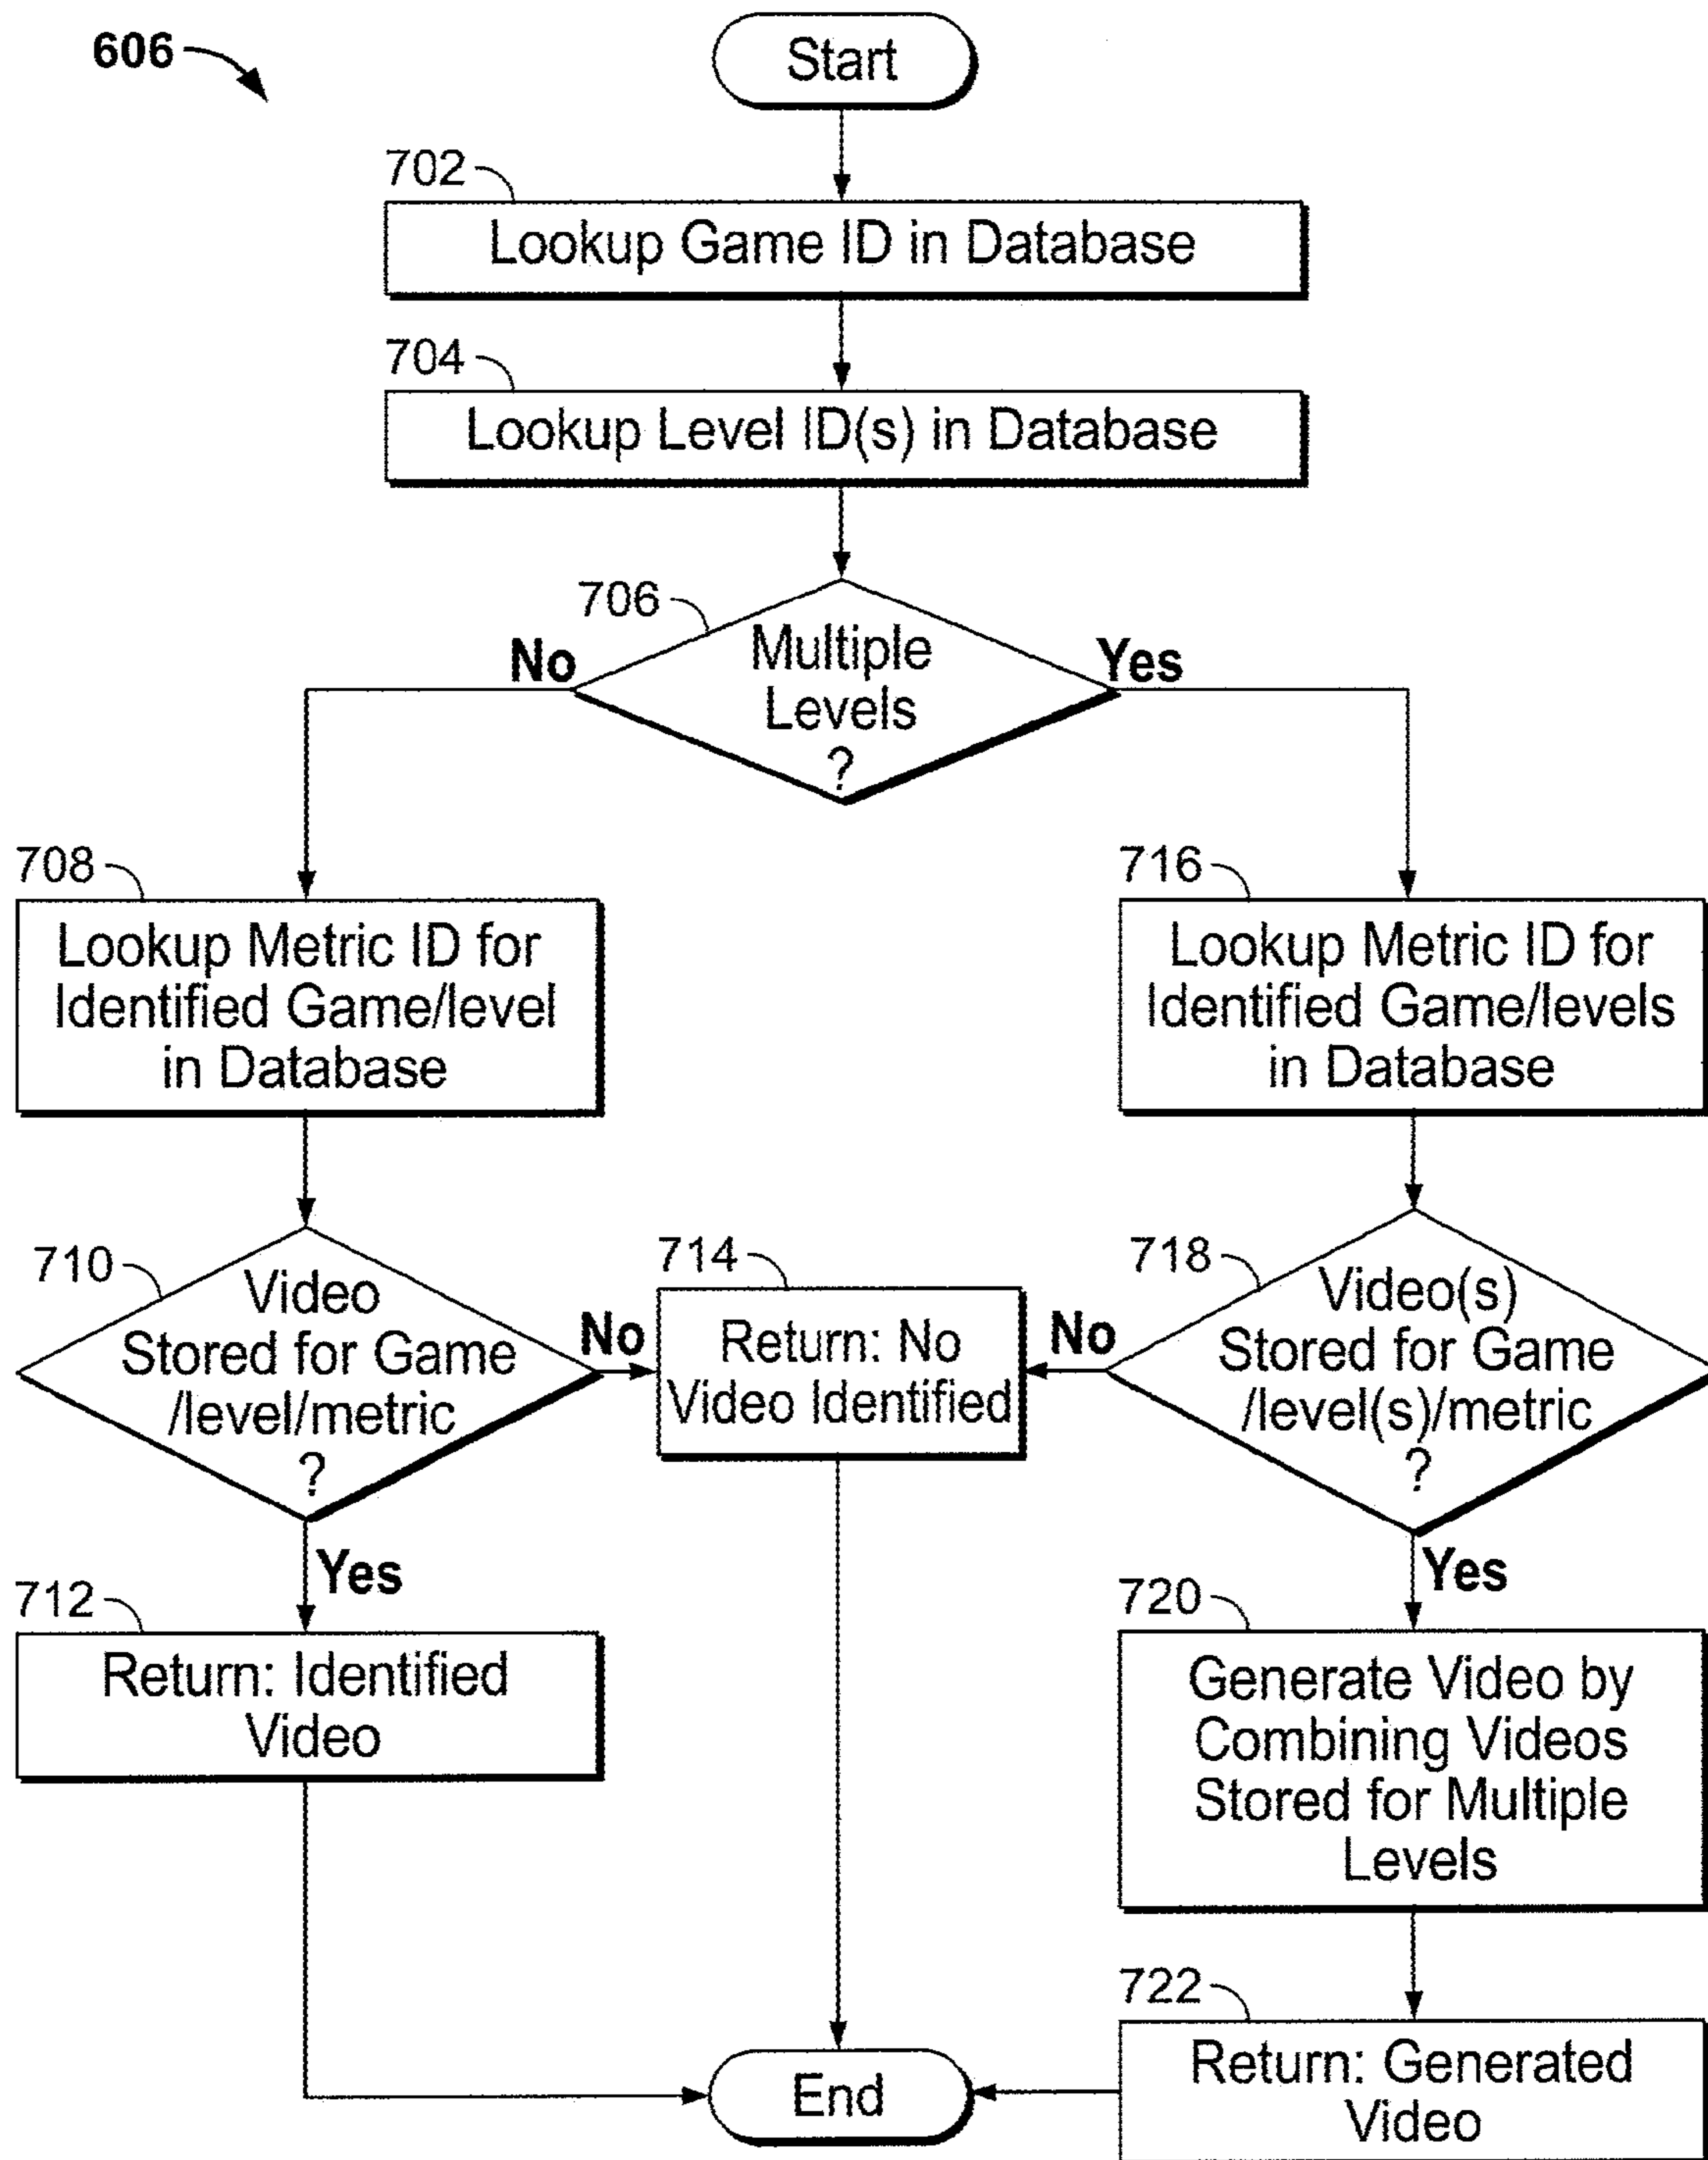 606
Start
702
Lookup Game ID in Database
704
Lookup Level ID(s) in Database
706
Multiple
Levels
?
No
Yes
708
Lookup Metric ID for
Identified Game/level
in Database
716
Lookup Metric ID for
Identified Game/levels
in Database
710
Video
Stored for Game
/level/metric
?
No
Yes
714
Return: No
Video Identified
718
Video(s)
Stored for Game
/level(s)/metric
?
No
Yes
712
Return: Identified
Video
720
Generate Video by
Combining Videos
Stored for Multiple
Levels
722
Return: Generated
Video
End